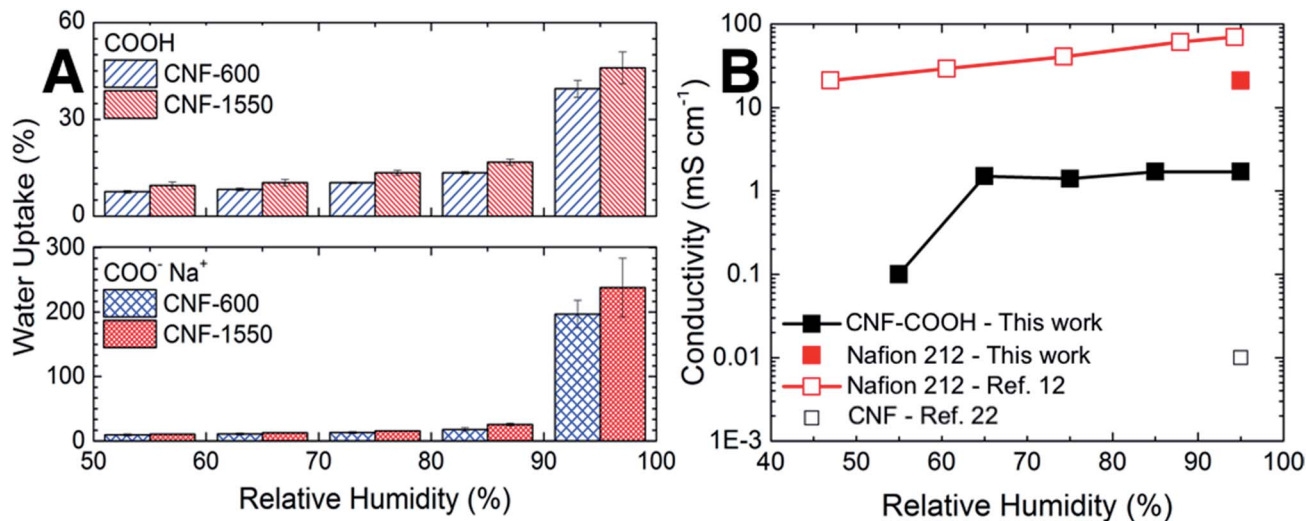 A
COOH
CNF-600
CNF-1550
60
30
0
COO⁻ Na⁺
CNF-600
CNF-1550
300
200
100
0
50 60 70 80 90 100
Water Uptake (%)
Relative Humidity (%)
B
100
10
1
0.1
0.01
1E-3
Conductivity (mS cm⁻¹)
CNF-COOH - This work
Nafion 212 - This work
Nafion 212 - Ref. 12
CNF - Ref. 22
40 50 60 70 80 90 100
Relative Humidity (%)